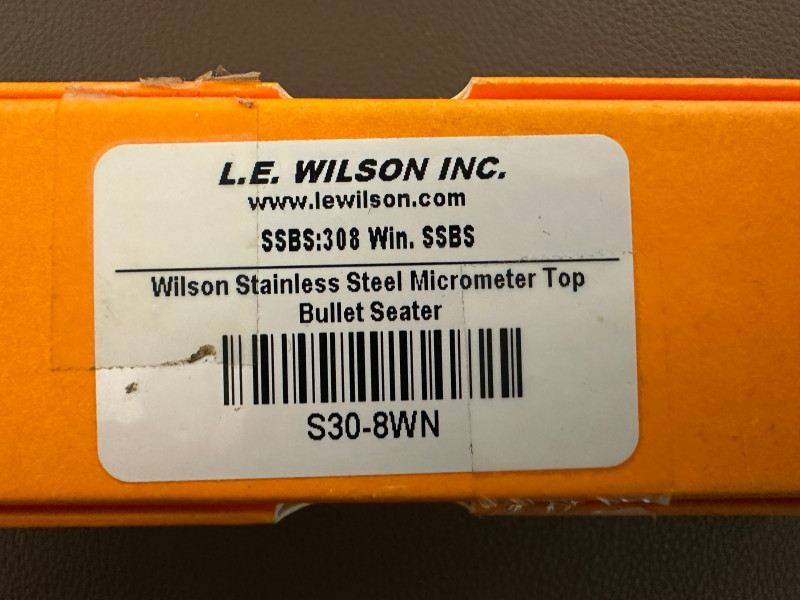 L.E. WILSON INC.
www.lewilson.com
SSBS:308 Win. SSBS
Wilson Stainless Steel Micrometer Top
Bullet Seater
S30-8WN